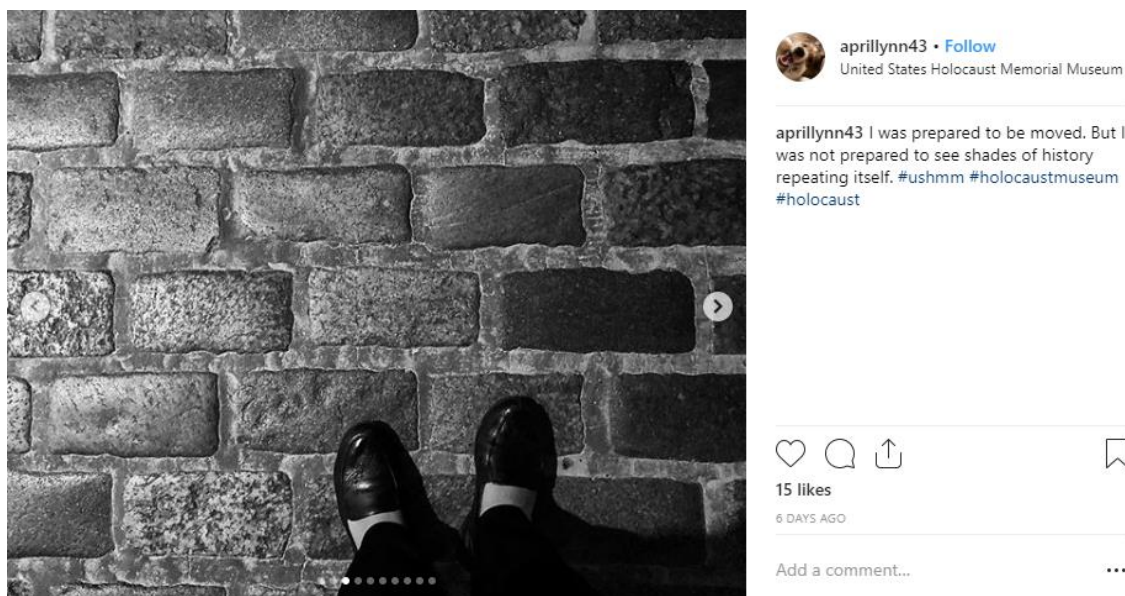 aprillynn43 • Follow
United States Holocaust Memorial Museum
aprillynn43 I was prepared to be moved. But I
was not prepared to see shades of history
repeating itself. #ushmm #holocaustmuseum
#holocaust
15 likes
6 DAYS AGO
Add a comment...